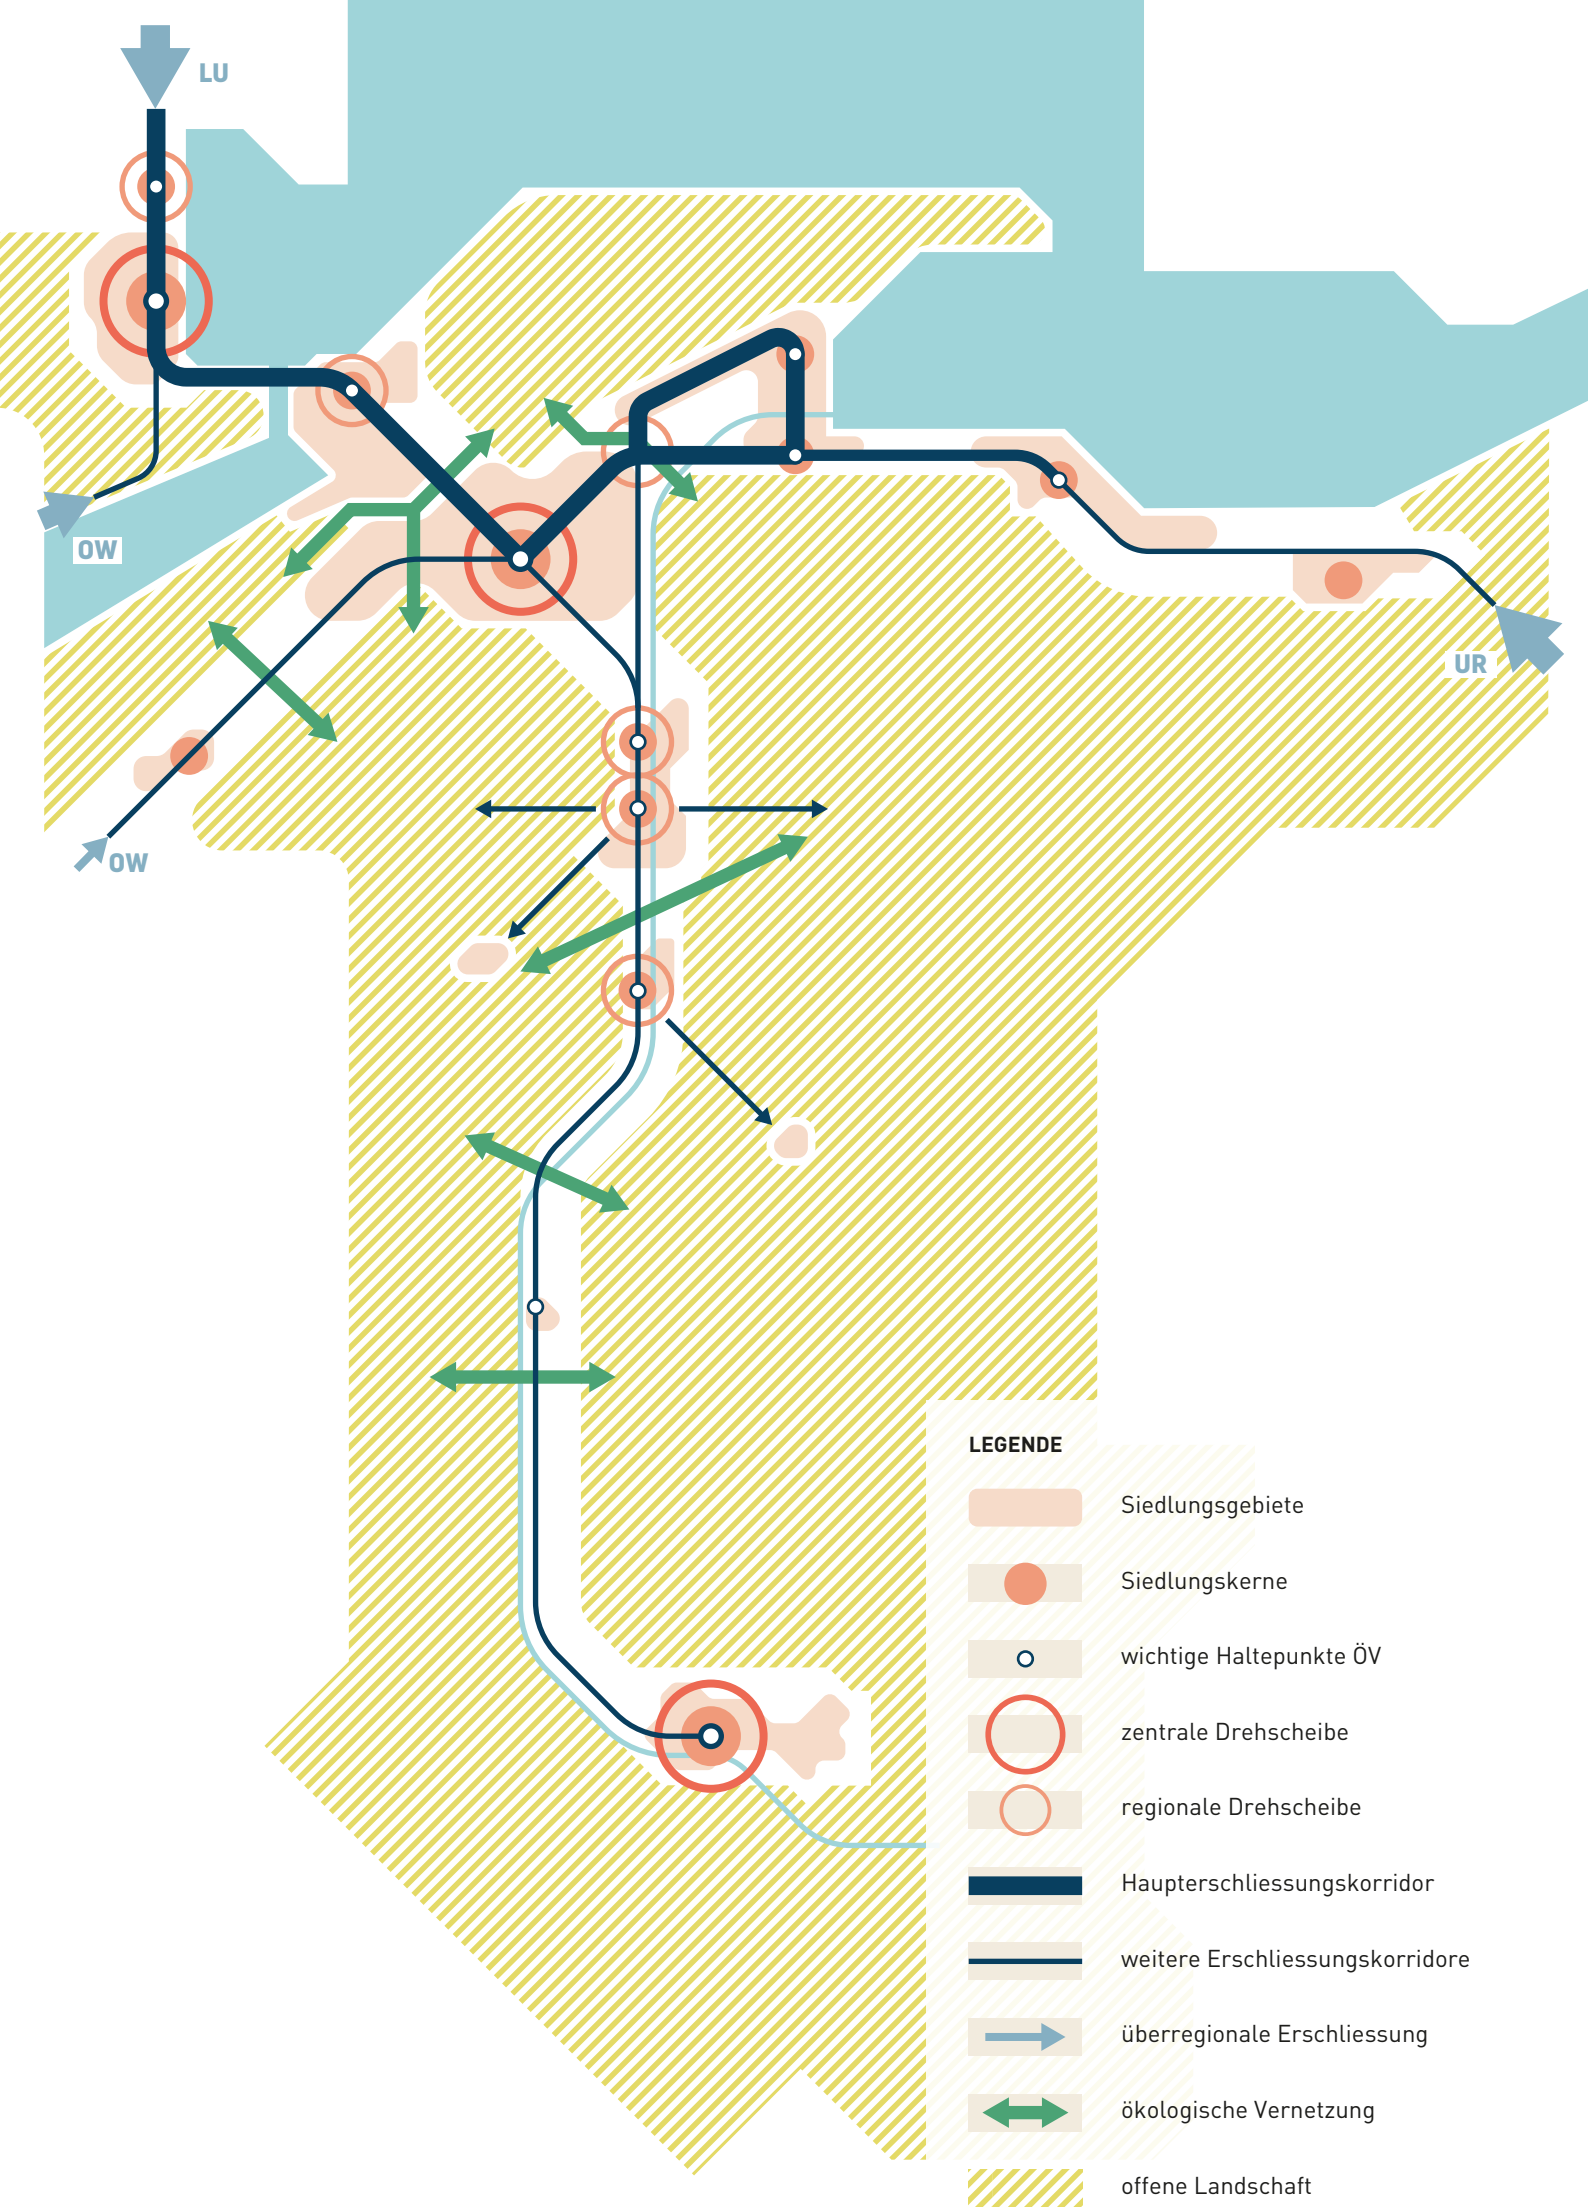 LU
OW
UR
OW
LEGENDE
Siedlungsgebiete
Siedlungskerne
wichtige Haltepunkte ÖV
zentrale Drehscheibe
regionale Drehscheibe
Haupterschliessungskorridor
weitere Erschliessungskorridore
überregionale Erschliessung
ökologische Vernetzung
offene Landschaft